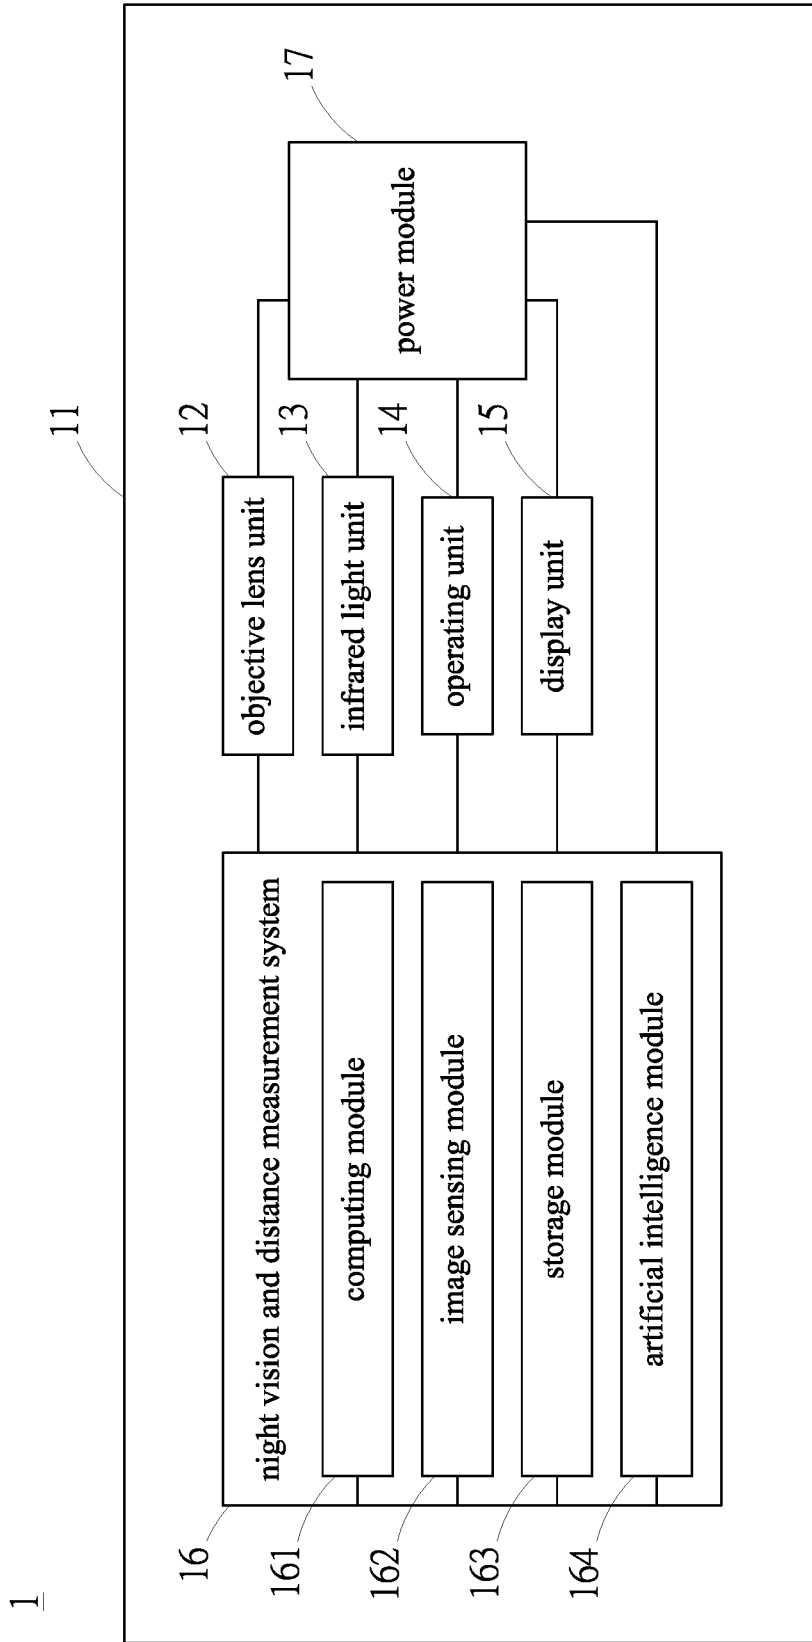 1
11
16
night vision and distance measurement system
161
computing module
162
image sensing module
163
storage module
164
artificial intelligence module
objective lens unit
12
infrared light unit
13
operating unit
14
display unit
15
power module
17